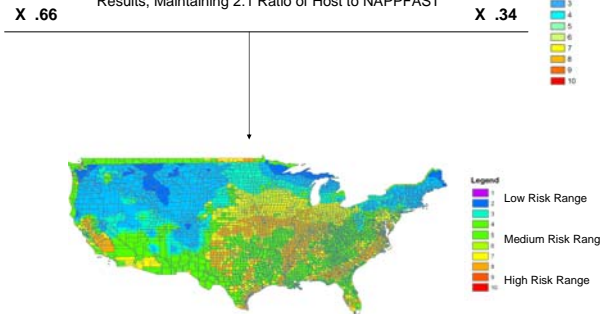 Results, Maintaining 2:1 Ratio of Host to NAPPFAST
X .66
X .34
3
4
5
6
7
8
9
10
Legend
1
2
3
4
5
6
7
8
9
10
Low Risk Range
Medium Risk Rang
High Risk Range